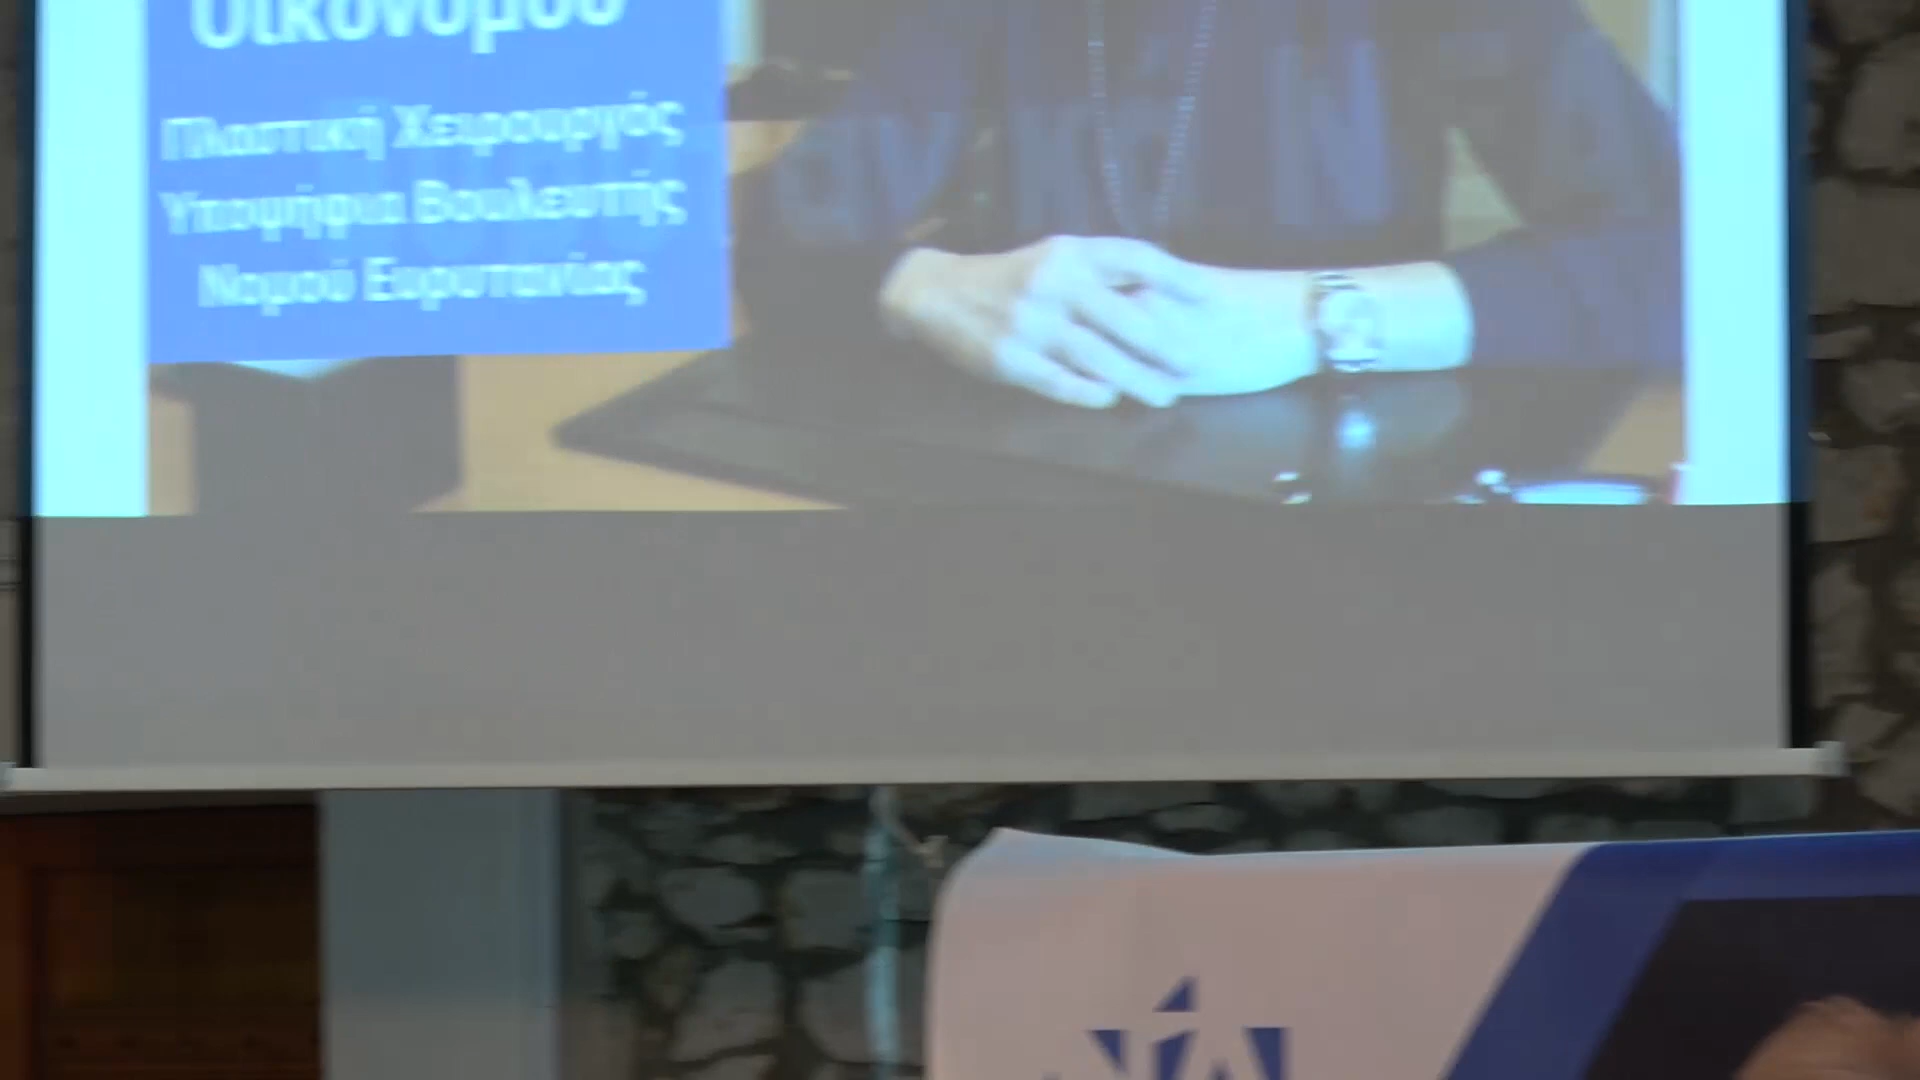 Οικονόμου
Πλαστική Χειρουργός
Υποψήφια Βουλευτής
Νομού Ευρυτανίας